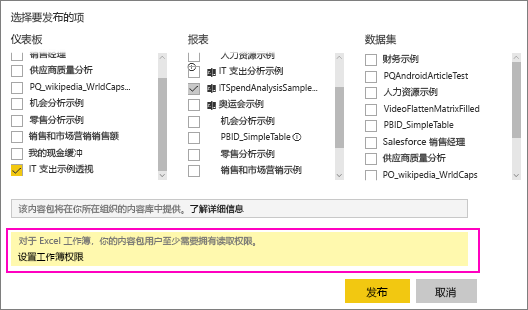 选择要发布的项
仪表板
销售经理
供应商质量分析
PQ_wikipedia_WrldCaps...
机会分析示例
零售分析示例
销售和市场营销销售额
我的现金缓冲
IT 支出示例透视
报表
人力资源示例
IT 支出分析示例
ITSpendAnalysisSample...
奥运会示例
机会分析示例
PBID_SimpleTable
零售分析示例
销售和市场营销示例
数据集
财务示例
PQAndroidArticleTest
人力资源示例
VideoFlattenMatrixFilled
PBID_SimpleTable
Salesforce 销售经理
供应商质量分析
PO_wikipedia_WrldCaps
该内容包将在你所在组织的内容库中提供。了解详细信息
对于 Excel 工作簿，你的内容包用户至少需要拥有读取权限。
设置工作簿权限
发布
取消